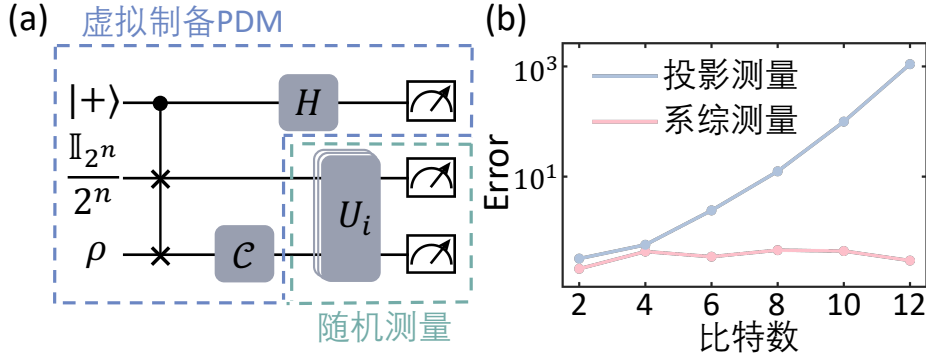 (a)
虚拟制备PDM
|+⟩
H
𝕀_{2^n}
2^n
U_i
ρ
C
随机测量
(b)
10^3
投影测量
系综测量
10^1
Error
2 4 6 8 10 12
比特数